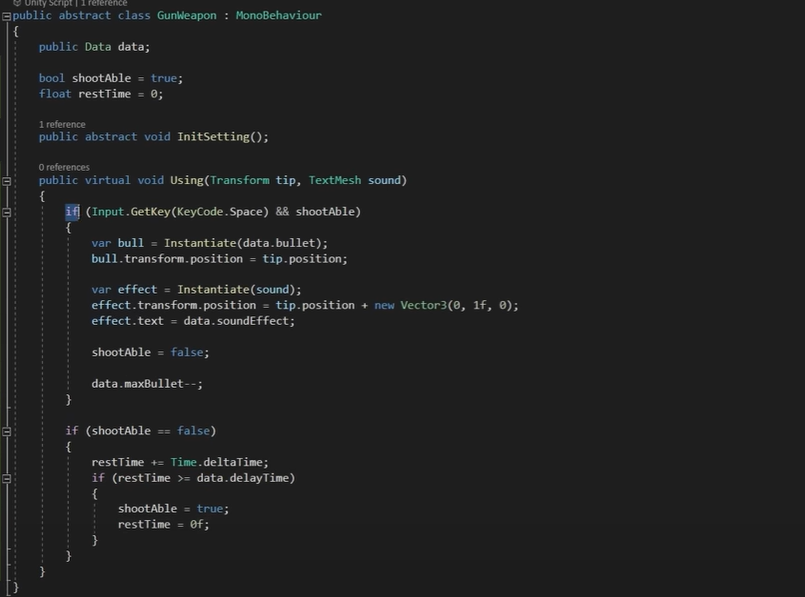 Unity Script | 1 reference
public abstract class GunWeapon : MonoBehaviour
{
    public Data data;

    bool shootAble = true;
    float restTime = 0;

    1 reference
    public abstract void InitSetting();

    0 references
    public virtual void Using(Transform tip, TextMesh sound)
    {
        if (Input.GetKey(KeyCode.Space) && shootAble)
        {
            var bull = Instantiate(data.bullet);
            bull.transform.position = tip.position;

            var effect = Instantiate(sound);
            effect.transform.position = tip.position + new Vector3(0, 1f, 0);
            effect.text = data.soundEffect;

            shootAble = false;

            data.maxBullet--;
        }

        if (shootAble == false)
        {
            restTime += Time.deltaTime;
            if (restTime >= data.delayTime)
            {
                shootAble = true;
                restTime = 0f;
            }
        }
    }
}